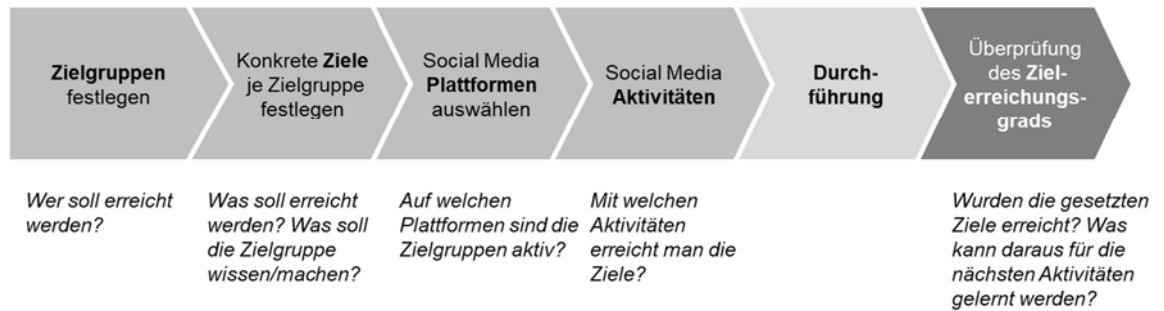 Zielgruppen
festlegen
Konkrete Ziele
je Zielgruppe
festlegen
Social Media
Plattformen
auswählen
Social Media
Aktivitäten
Durch-
führung
Überprüfung
des Ziel-
erreichungs-
grads
Wer soll erreicht
werden?
Was soll erreicht
werden? Was soll
die Zielgruppe
wissen/machen?
Auf welchen
Plattformen sind die
Zielgruppen aktiv?
Mit welchen
Aktivitäten
erreicht man die
Ziele?
Wurden die gesetzten
Ziele erreicht? Was
kann daraus für die
nächsten Aktivitäten
gelernt werden?